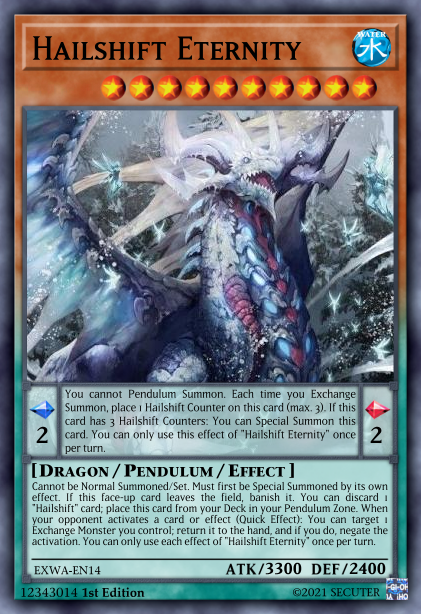 HAILSHIFT ETERNITY
WATER
水
You cannot Pendulum Summon. Each time you Exchange
Summon, place 1 Hailshift Counter on this card (max. 3). If this
card has 3 Hailshift Counters: You can Special Summon this
card. You can only use this effect of "Hailshift Eternity" once
per turn.
2
2
[ DRAGON / PENDULUM / EFFECT ]
Cannot be Normal Summoned/Set. Must first be Special Summoned by its own
effect. If this face-up card leaves the field, banish it. You can discard 1
"Hailshift" card; place this card from your Deck in your Pendulum Zone. When
your opponent activates a card or effect (Quick Effect): You can target 1
Exchange Monster you control; return it to the hand, and if you do, negate the
activation. You can only use each effect of "Hailshift Eternity" once per turn.
EXWA-EN14
ATK/3300 DEF/2400
12343014 1st Edition
©2021 SECUTER